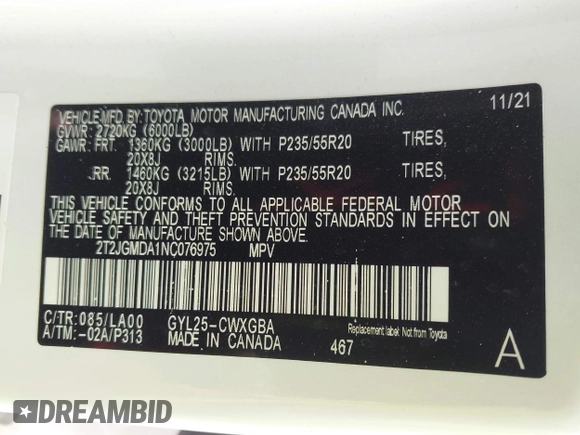 VEHICLE MFD. BY: TOYOTA MOTOR MANUFACTURING CANADA INC. 11/21
GVWR: 2720KG (6000LB)
GAWR: FRT. 1360KG (3000LB) WITH P235/55R20 TIRES,
20X8J RIMS.
RR. 1460KG (3215LB) WITH P235/55R20 TIRES,
20X8J RIMS.
THIS VEHICLE CONFORMS TO ALL APPLICABLE FEDERAL MOTOR
VEHICLE SAFETY AND THEFT PREVENTION STANDARDS IN EFFECT ON
THE DATE OF MANUFACTURE SHOWN ABOVE.
2T2JGMDA1NC076975 MPV
C/TR: 085/LA00 GYL25-CWXGBA Replacement label: Not from Toyota
A/TM: -02A/P313 MADE IN CANADA 467 A
DREAMBID